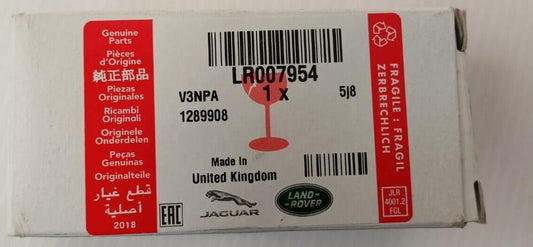 Genuine
Parts
Pièces
d'Origine
純正部品
Piezas
Originales
Ricambi
Originali
Originele
Onderdelen
Peças
Genuinas
Originalteile
قطع غيار
أصلية
2018
LR007954
1 x
V3NPA
5j8
1289908
Made In
United Kingdom
EAC
JAGUAR
LAND-
-ROVER
FRAGILE : FRAGIL
ZERBRECHLICH
JLR
4001.2
FGL